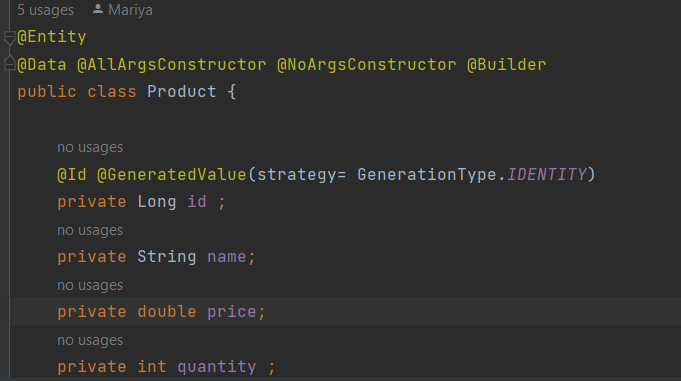 5 usages Mariya
@Entity
@Data @AllArgsConstructor @NoArgsConstructor @Builder
public class Product {
no usages
@Id @GeneratedValue(strategy= GenerationType.IDENTITY)
private Long id ;
no usages
private String name;
no usages
private double price;
no usages
private int quantity ;